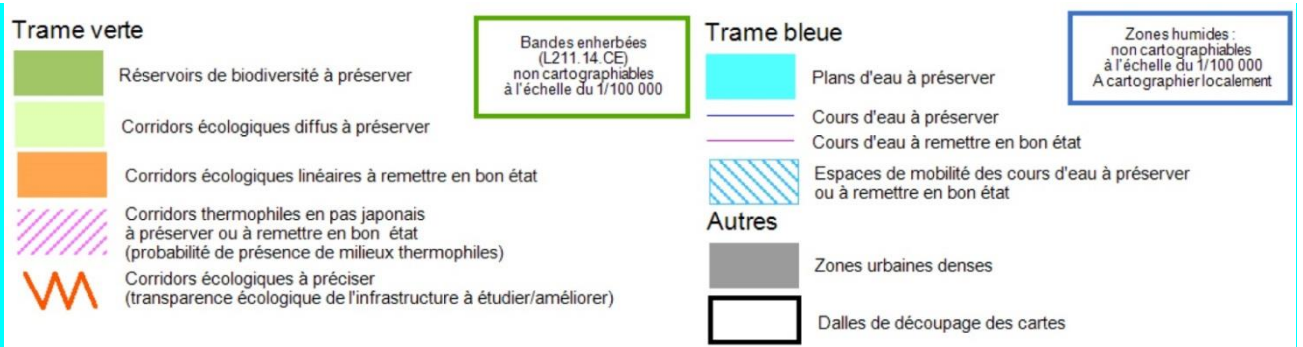 Trame verte
Réservoirs de biodiversité à préserver
Corridors écologiques diffus à préserver
Corridors écologiques linéaires à remettre en bon état
Corridors thermophiles en pas japonais
à préserver ou à remettre en bon état
(probabilité de présence de milieux thermophiles)
Corridors écologiques à préciser
(transparence écologique de l'infrastructure à étudier/améliorer)
Bandes enherbées
(L211.14.CE)
non cartographiables
à l'échelle du 1/100 000
Trame bleue
Plans d'eau à préserver
Cours d'eau à préserver
Cours d'eau à remettre en bon état
Espaces de mobilité des cours d'eau à préserver
ou à remettre en bon état
Zones humides :
non cartographiables
à l'échelle du 1/100 000
A cartographier localement
Autres
Zones urbaines denses
Dalles de découpage des cartes